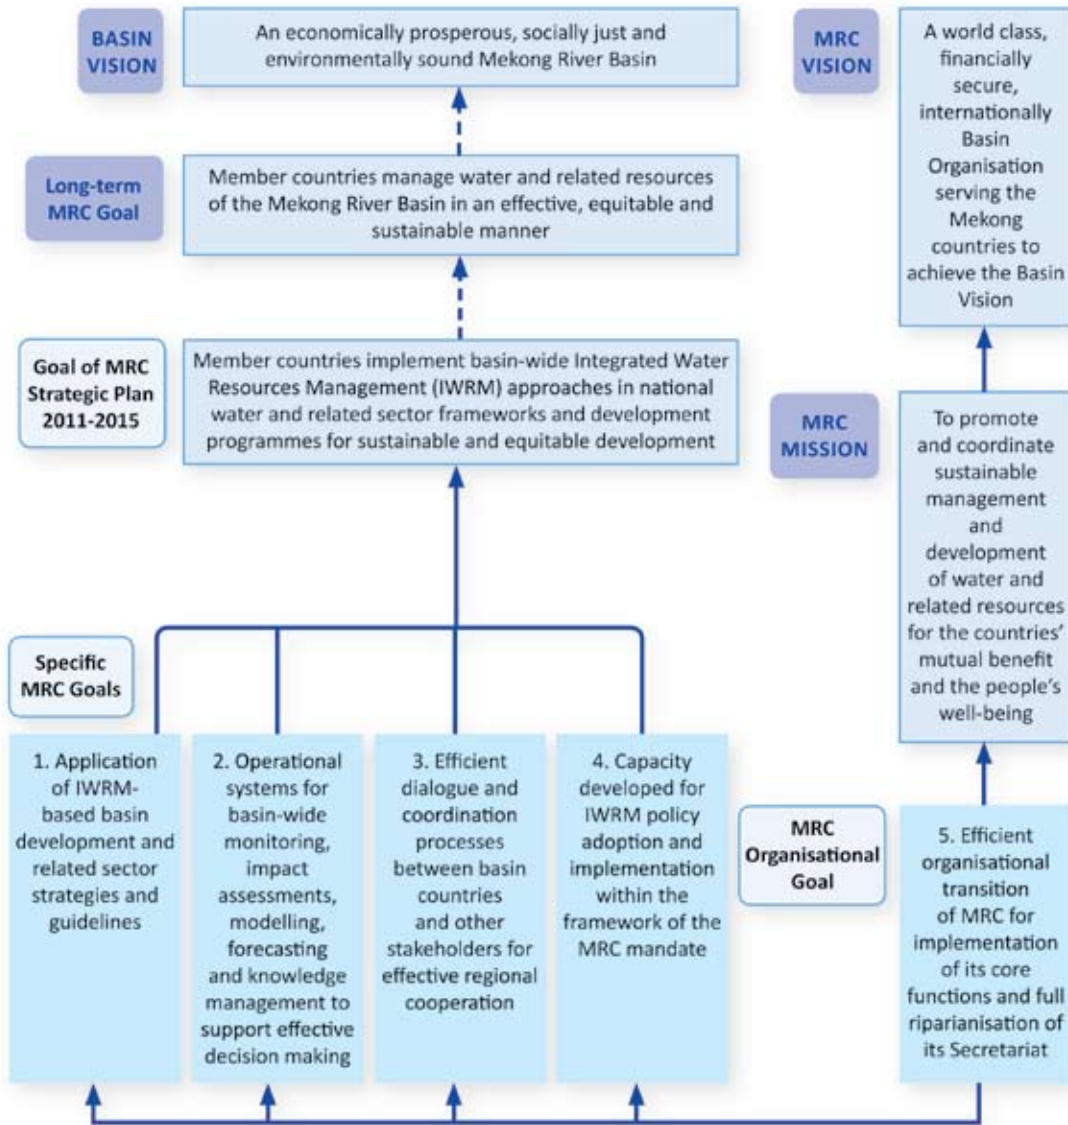 BASIN
VISION
An economically prosperous, socially just and
environmentally sound Mekong River Basin
Long-term
MRC Goal
Member countries manage water and related resources
of the Mekong River Basin in an effective, equitable and
sustainable manner
Goal of MRC
Strategic Plan
2011-2015
Member countries implement basin-wide Integrated Water
Resources Management (IWRM) approaches in national
water and related sector frameworks and development
programmes for sustainable and equitable development
MRC
VISION
A world class,
financially
secure,
internationally
Basin
Organisation
serving the
Mekong
countries to
achieve the Basin
Vision
MRC
MISSION
To promote
and coordinate
sustainable
management
and
development
of water and
related resources
for the countries'
mutual benefit
and the people's
well-being
Specific
MRC Goals
1. Application
of IWRM-
based basin
development and
related sector
strategies and
guidelines
2. Operational
systems for
basin-wide
monitoring,
impact
assessments,
modelling,
forecasting
and knowledge
management to
support effective
decision making
3. Efficient
dialogue and
coordination
processes
between basin
countries
and other
stakeholders for
effective regional
cooperation
4. Capacity
developed for
IWRM policy
adoption and
implementation
within the
framework of the
MRC mandate
MRC
Organisational
Goal
5. Efficient
organisational
transition
of MRC for
implementation
of its core
functions and full
riparianisation of
its Secretariat